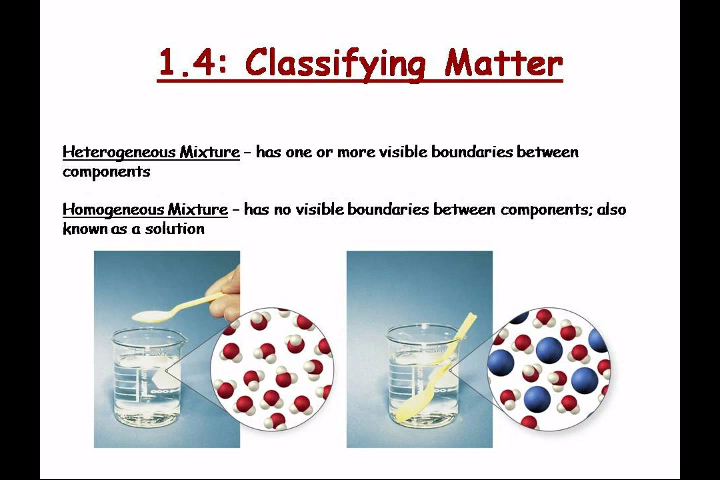 1.4: Classifying Matter
Heterogeneous Mixture – has one or more visible boundaries between
components
Homogeneous Mixture – has no visible boundaries between components; also
known as a solution